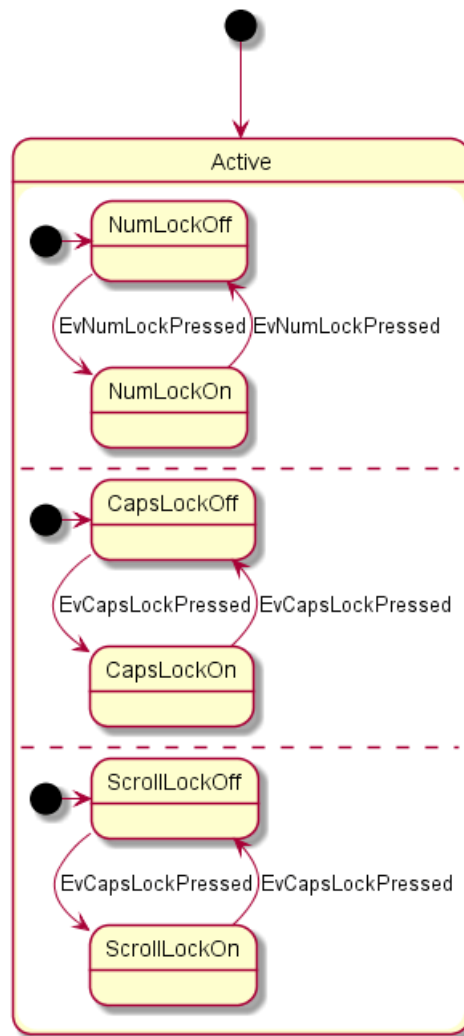 Active
NumLockOff
EvNumLockPressed EvNumLockPressed
NumLockOn
CapsLockOff
EvCapsLockPressed EvCapsLockPressed
CapsLockOn
ScrollLockOff
EvCapsLockPressed EvCapsLockPressed
ScrollLockOn